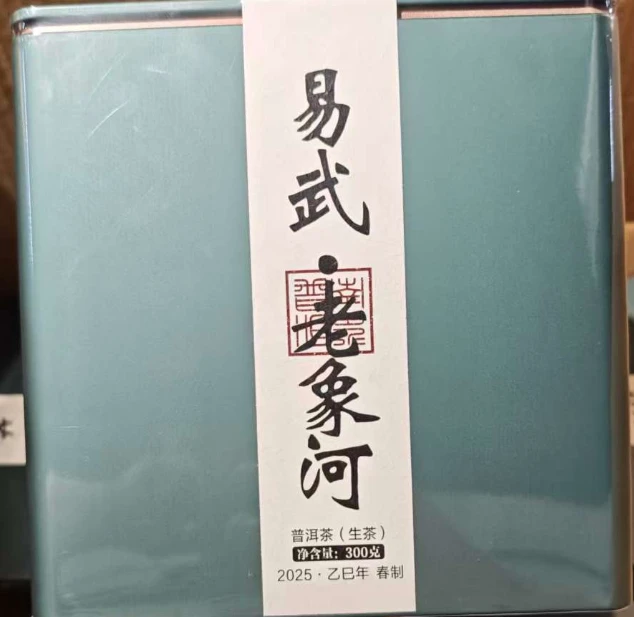 易武·老象河
普洱茶（生茶）
净含量：300克
2025·乙巳年 春制